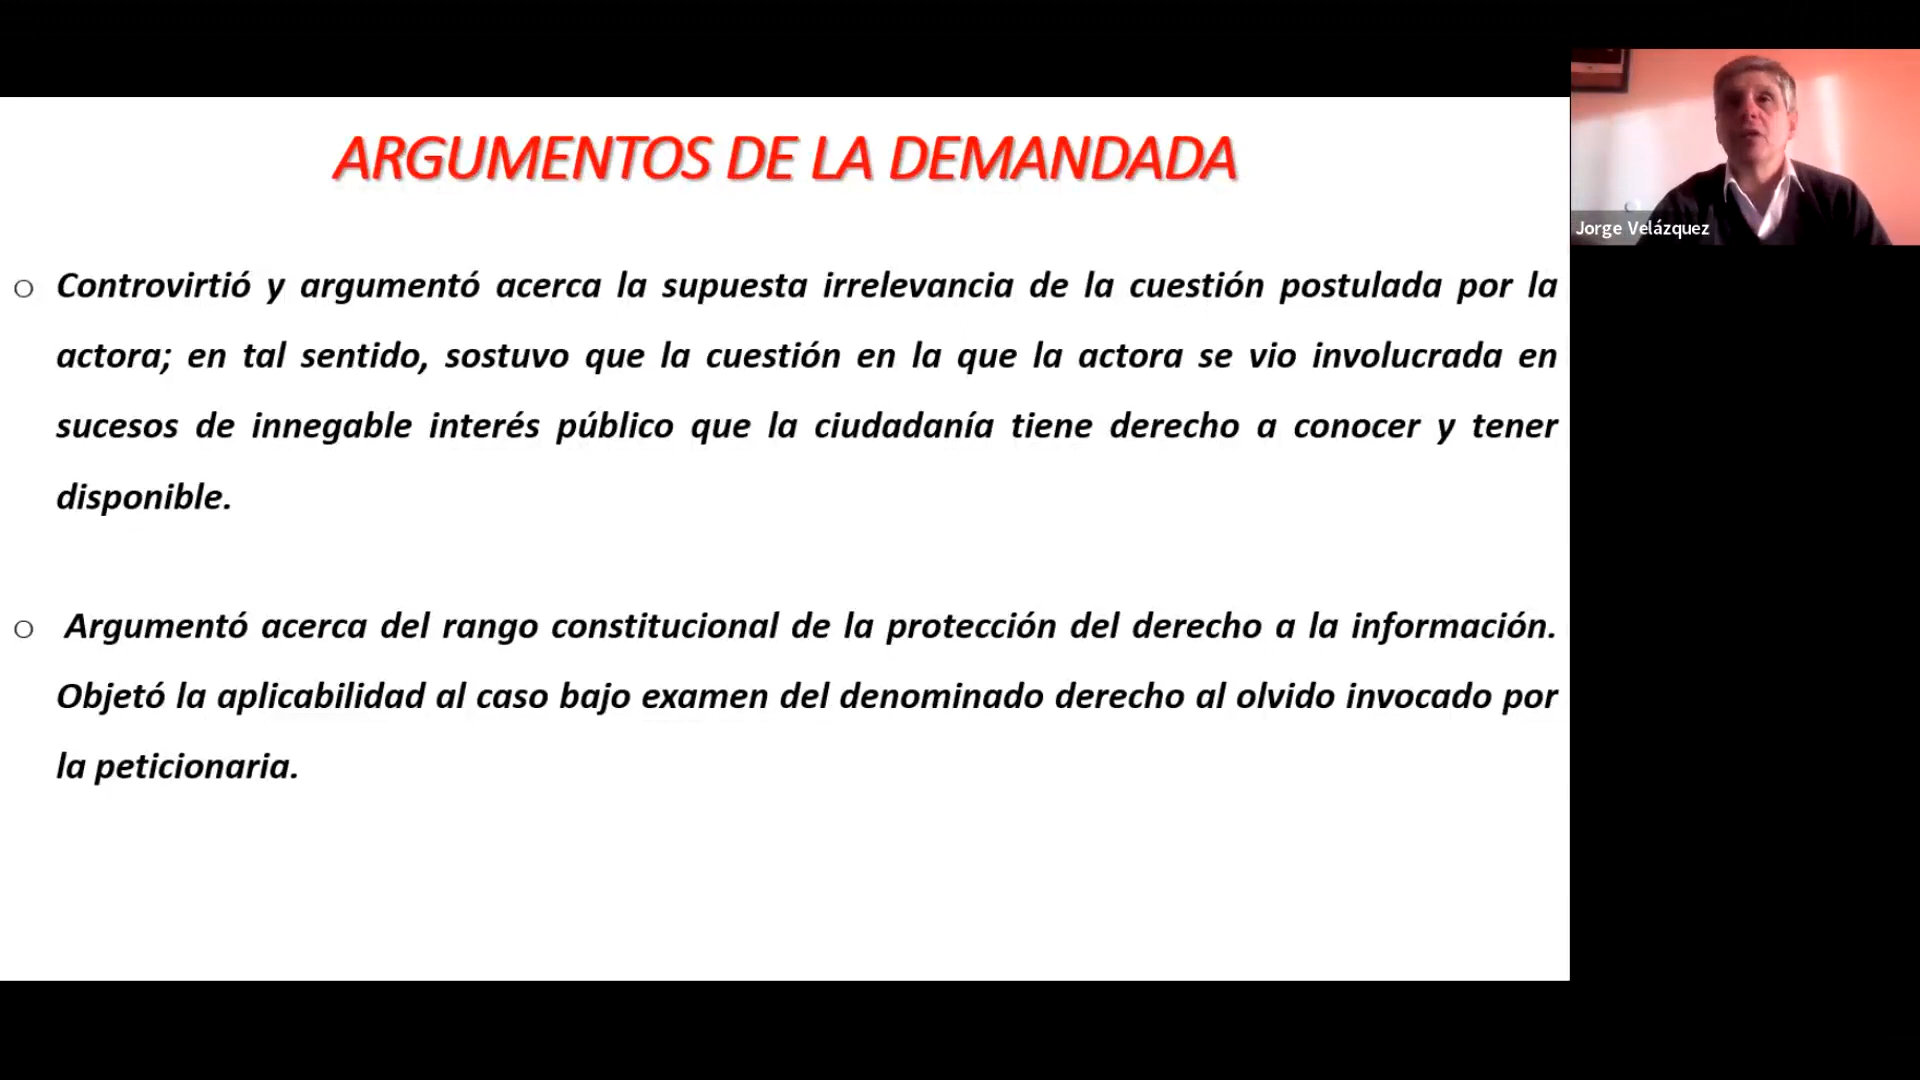 ARGUMENTOS DE LA DEMANDADA
Jorge Velázquez
o Controvirtió y argumentó acerca la supuesta irrelevancia de la cuestión postulada por la
actora; en tal sentido, sostuvo que la cuestión en la que la actora se vio involucrada en
sucesos de innegable interés público que la ciudadanía tiene derecho a conocer y tener
disponible.
o Argumentó acerca del rango constitucional de la protección del derecho a la información.
Objetó la aplicabilidad al caso bajo examen del denominado derecho al olvido invocado por
la peticionaria.